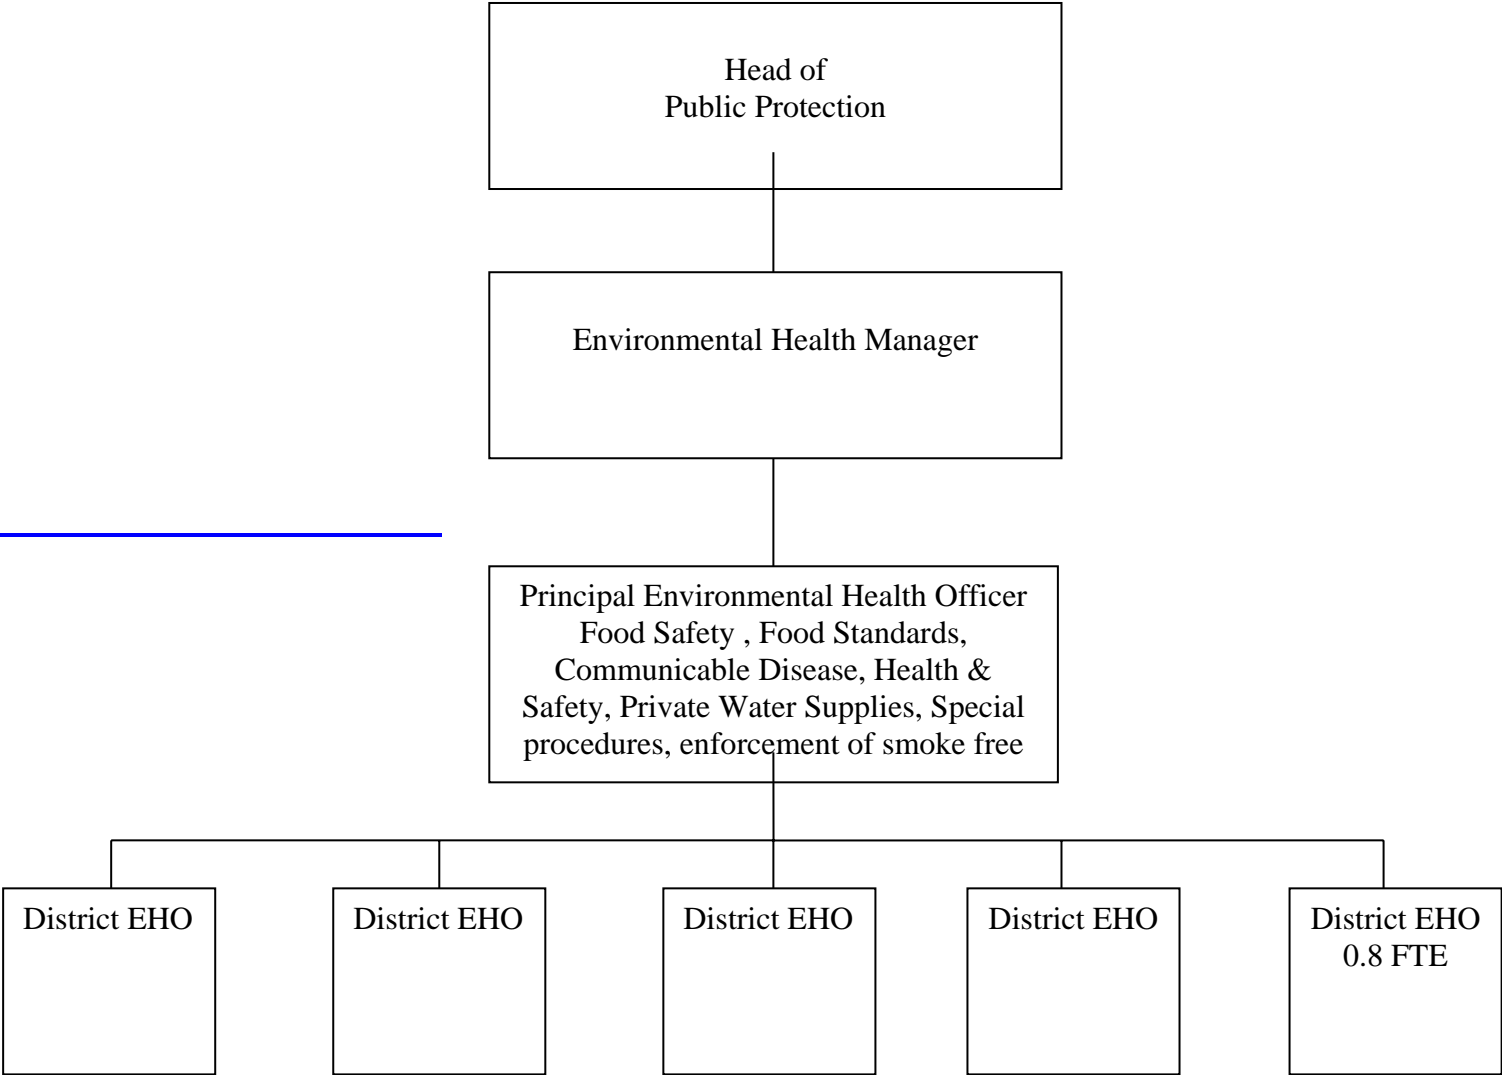 Head of
Public Protection
Environmental Health Manager
Principal Environmental Health Officer
Food Safety , Food Standards,
Communicable Disease, Health &
Safety, Private Water Supplies, Special
procedures, enforcement of smoke free
District EHO
District EHO
District EHO
District EHO
District EHO
0.8 FTE